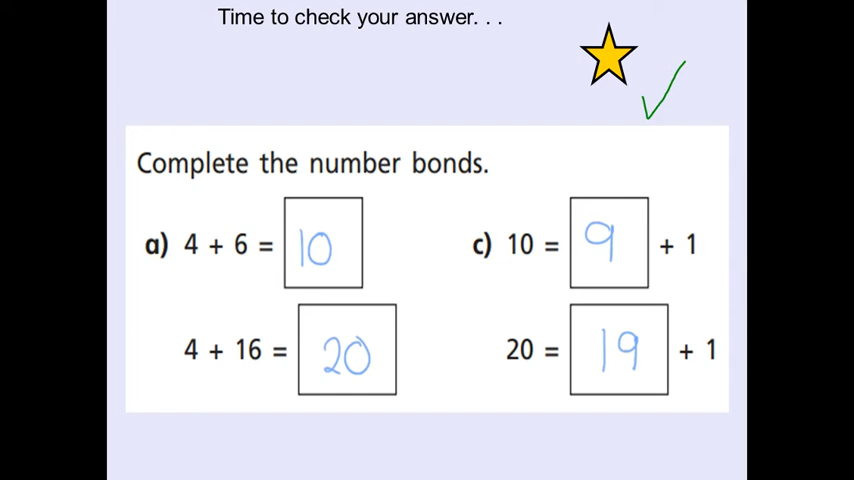 Time to check your answer. . .
Complete the number bonds.
a) 4 + 6 = 10
4 + 16 = 20
c) 10 = 9 + 1
20 = 19 + 1